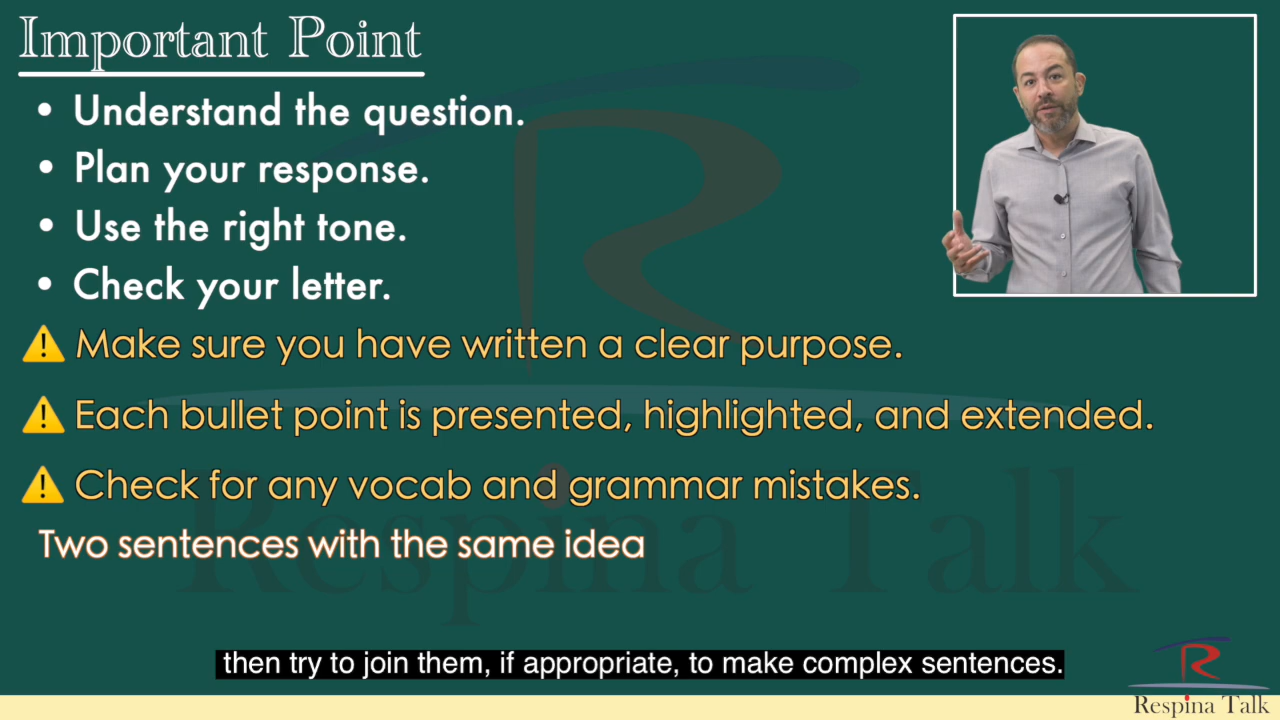 Important Point
• Understand the question.
• Plan your response.
• Use the right tone.
• Check your letter.
⚠️ Make sure you have written a clear purpose.
⚠️ Each bullet point is presented, highlighted, and extended.
⚠️ Check for any vocab and grammar mistakes.
Two sentences with the same idea
Respina Talk
then try to join them, if appropriate, to make complex sentences.
Respina Talk